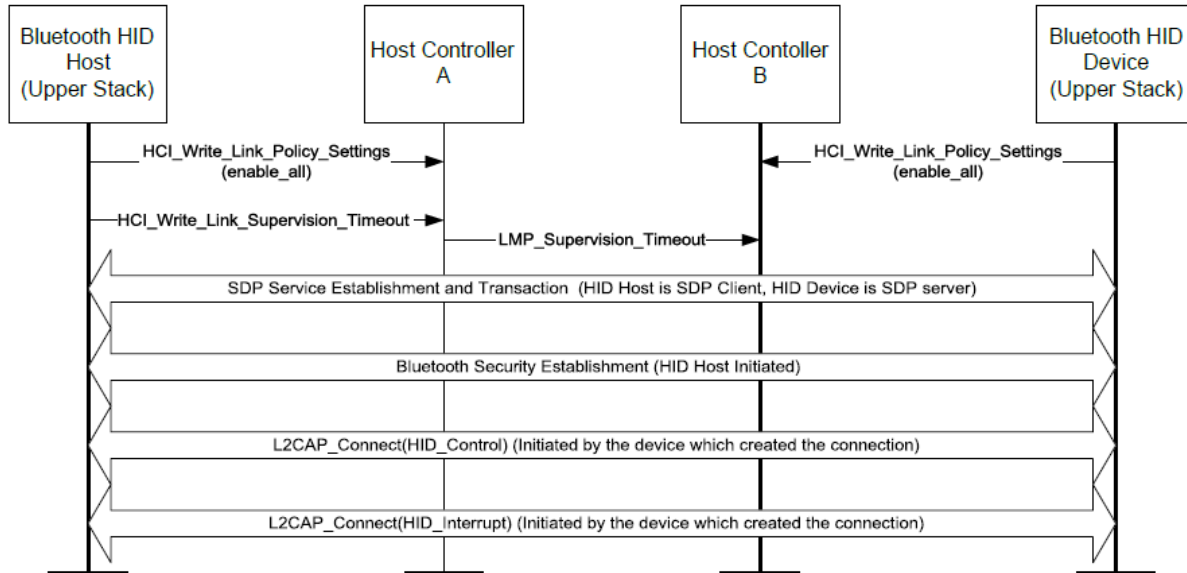 Bluetooth HID
Host
(Upper Stack)
Host Controller
A
Host Contoller
B
Bluetooth HID
Device
(Upper Stack)
HCI_Write_Link_Policy_Settings
(enable_all)
HCI_Write_Link_Policy_Settings
(enable_all)
HCI_Write_Link_Supervision_Timeout
LMP_Supervision_Timeout
SDP Service Establishment and Transaction (HID Host is SDP Client, HID Device is SDP server)
Bluetooth Security Establishment (HID Host Initiated)
L2CAP_Connect(HID_Control) (Initiated by the device which created the connection)
L2CAP_Connect(HID_Interrupt) (Initiated by the device which created the connection)